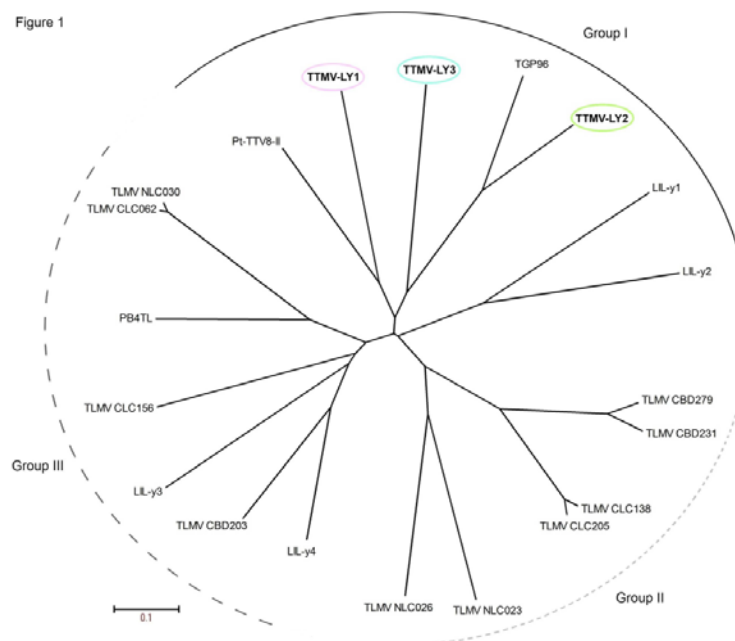 Figure 1
Group I
TGP96
TTMV-LY1
TTMV-LY3
TTMV-LY2
Pt-TTV8-II
TLMV NLC030
LIL-y1
TLMV CLC062
LIL-y2
PB4TL
TLMV CBD279
TLMV CLC156
TLMV CBD231
Group III
LIL-y3
TLMV CLC138
TLMV CBD203
TLMV CLC205
LIL-y4
Group II
TLMV NLC026
TLMV NLC023
0.1